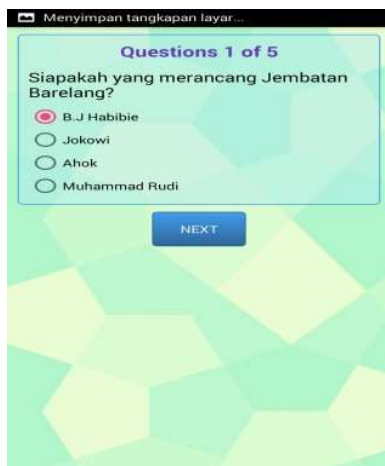 Menyimpan tangkapan layar...
Questions 1 of 5
Siapakah yang merancang Jembatan
Barelang?
B.J Habibie
Jokowi
Ahok
Muhammad Rudi
NEXT